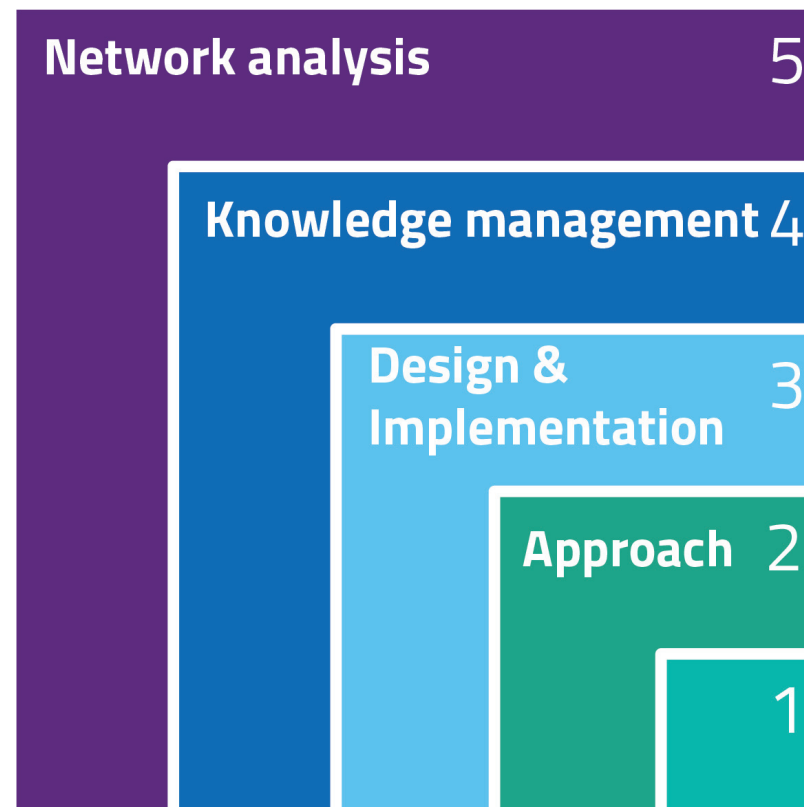 Network analysis 5
Knowledge management 4
Design &
Implementation 3
Approach 2
1